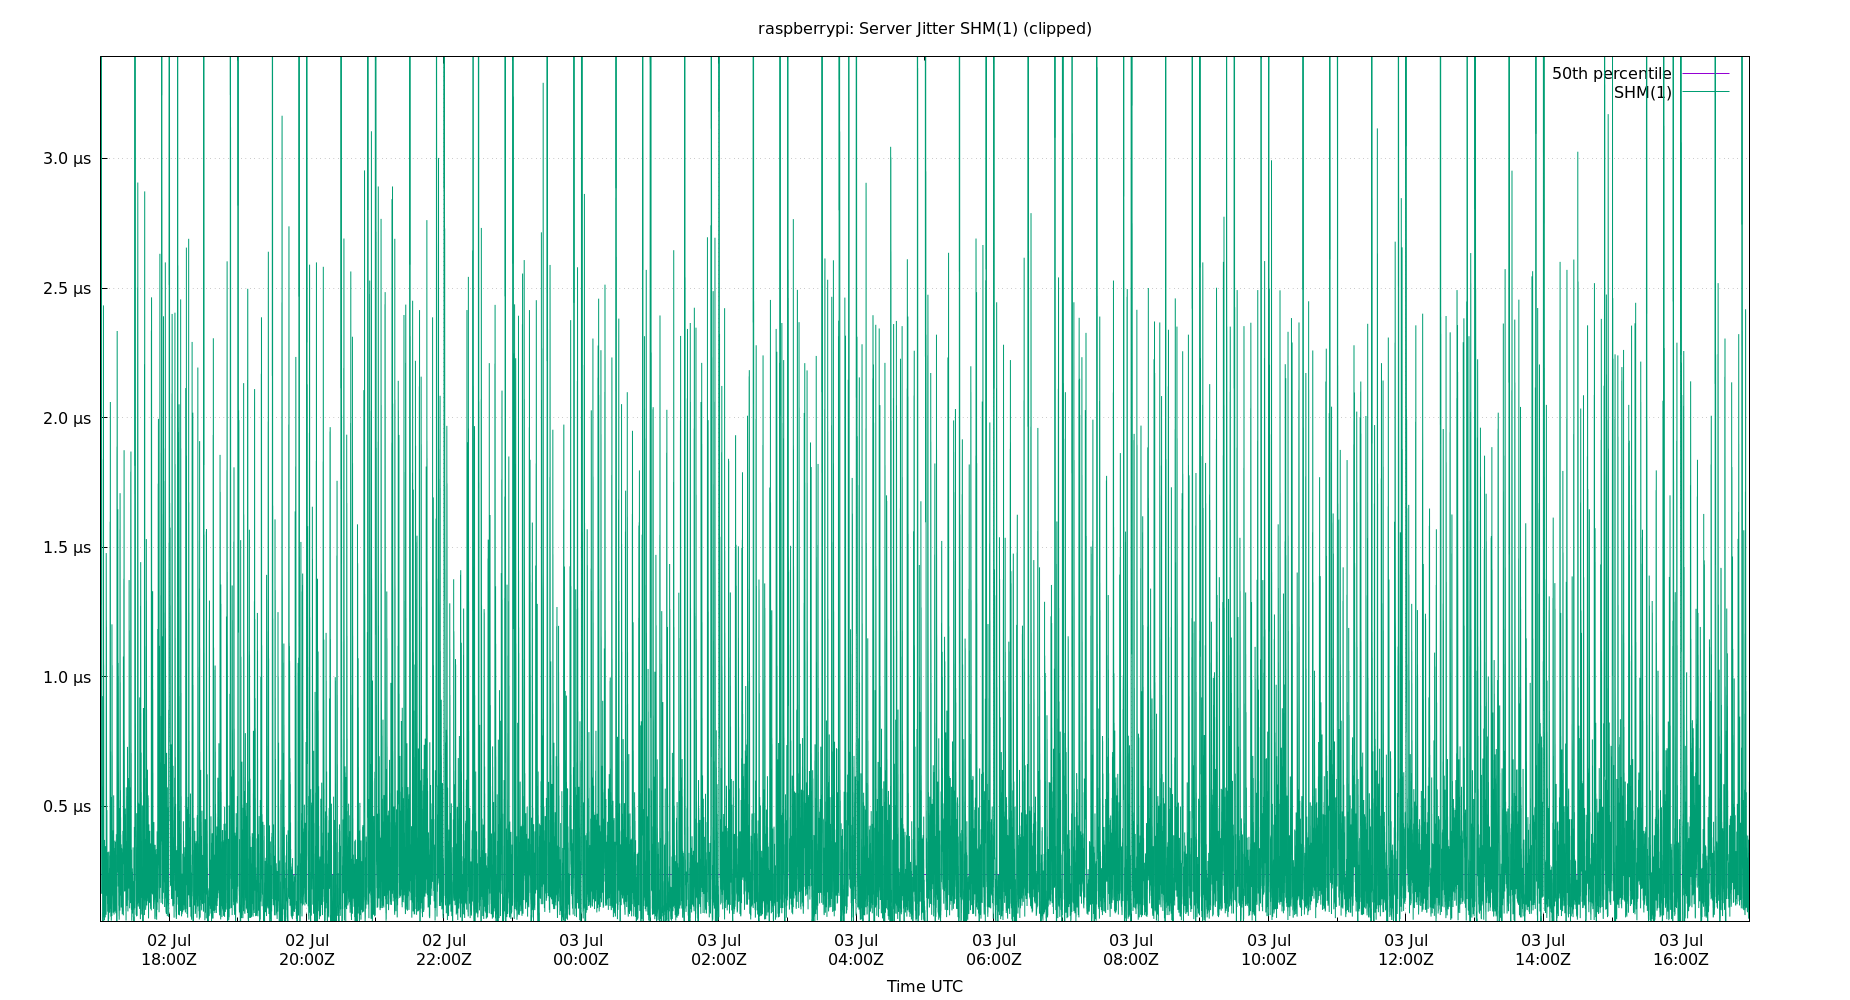 raspberrypi: Server Jitter SHM(1) (clipped)
50th percentile
SHM(1)
3.0 µs
2.5 µs
2.0 µs
1.5 µs
1.0 µs
0.5 µs
02 Jul 02 Jul 02 Jul 03 Jul 03 Jul 03 Jul 03 Jul 03 Jul 03 Jul 03 Jul 03 Jul 03 Jul
18:00Z 20:00Z 22:00Z 00:00Z 02:00Z 04:00Z 06:00Z 08:00Z 10:00Z 12:00Z 14:00Z 16:00Z
Time UTC